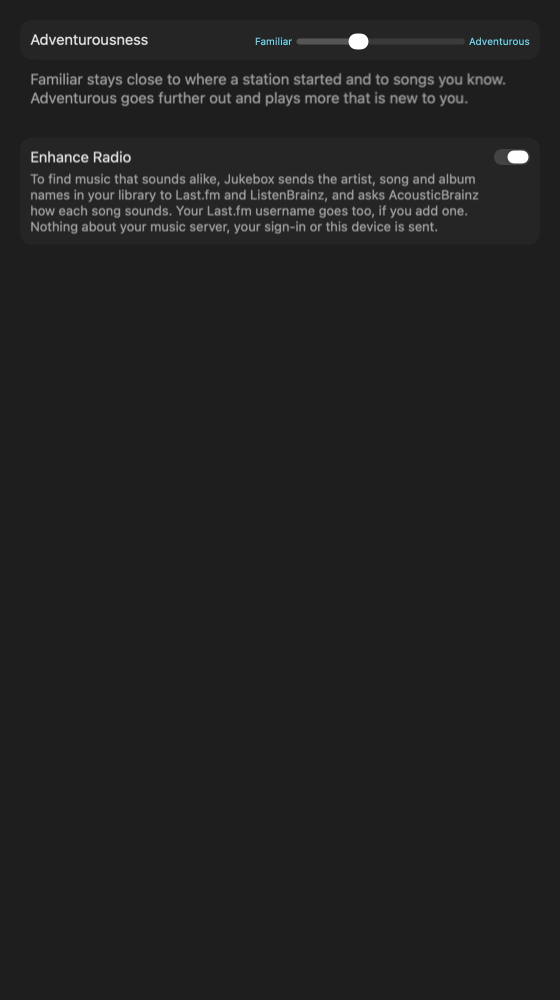 Adventurousness
Familiar
Adventurous
Familiar stays close to where a station started and to songs you know.
Adventurous goes further out and plays more that is new to you.
Enhance Radio
To find music that sounds alike, Jukebox sends the artist, song and album
names in your library to Last.fm and ListenBrainz, and asks AcousticBrainz
how each song sounds. Your Last.fm username goes too, if you add one.
Nothing about your music server, your sign-in or this device is sent.